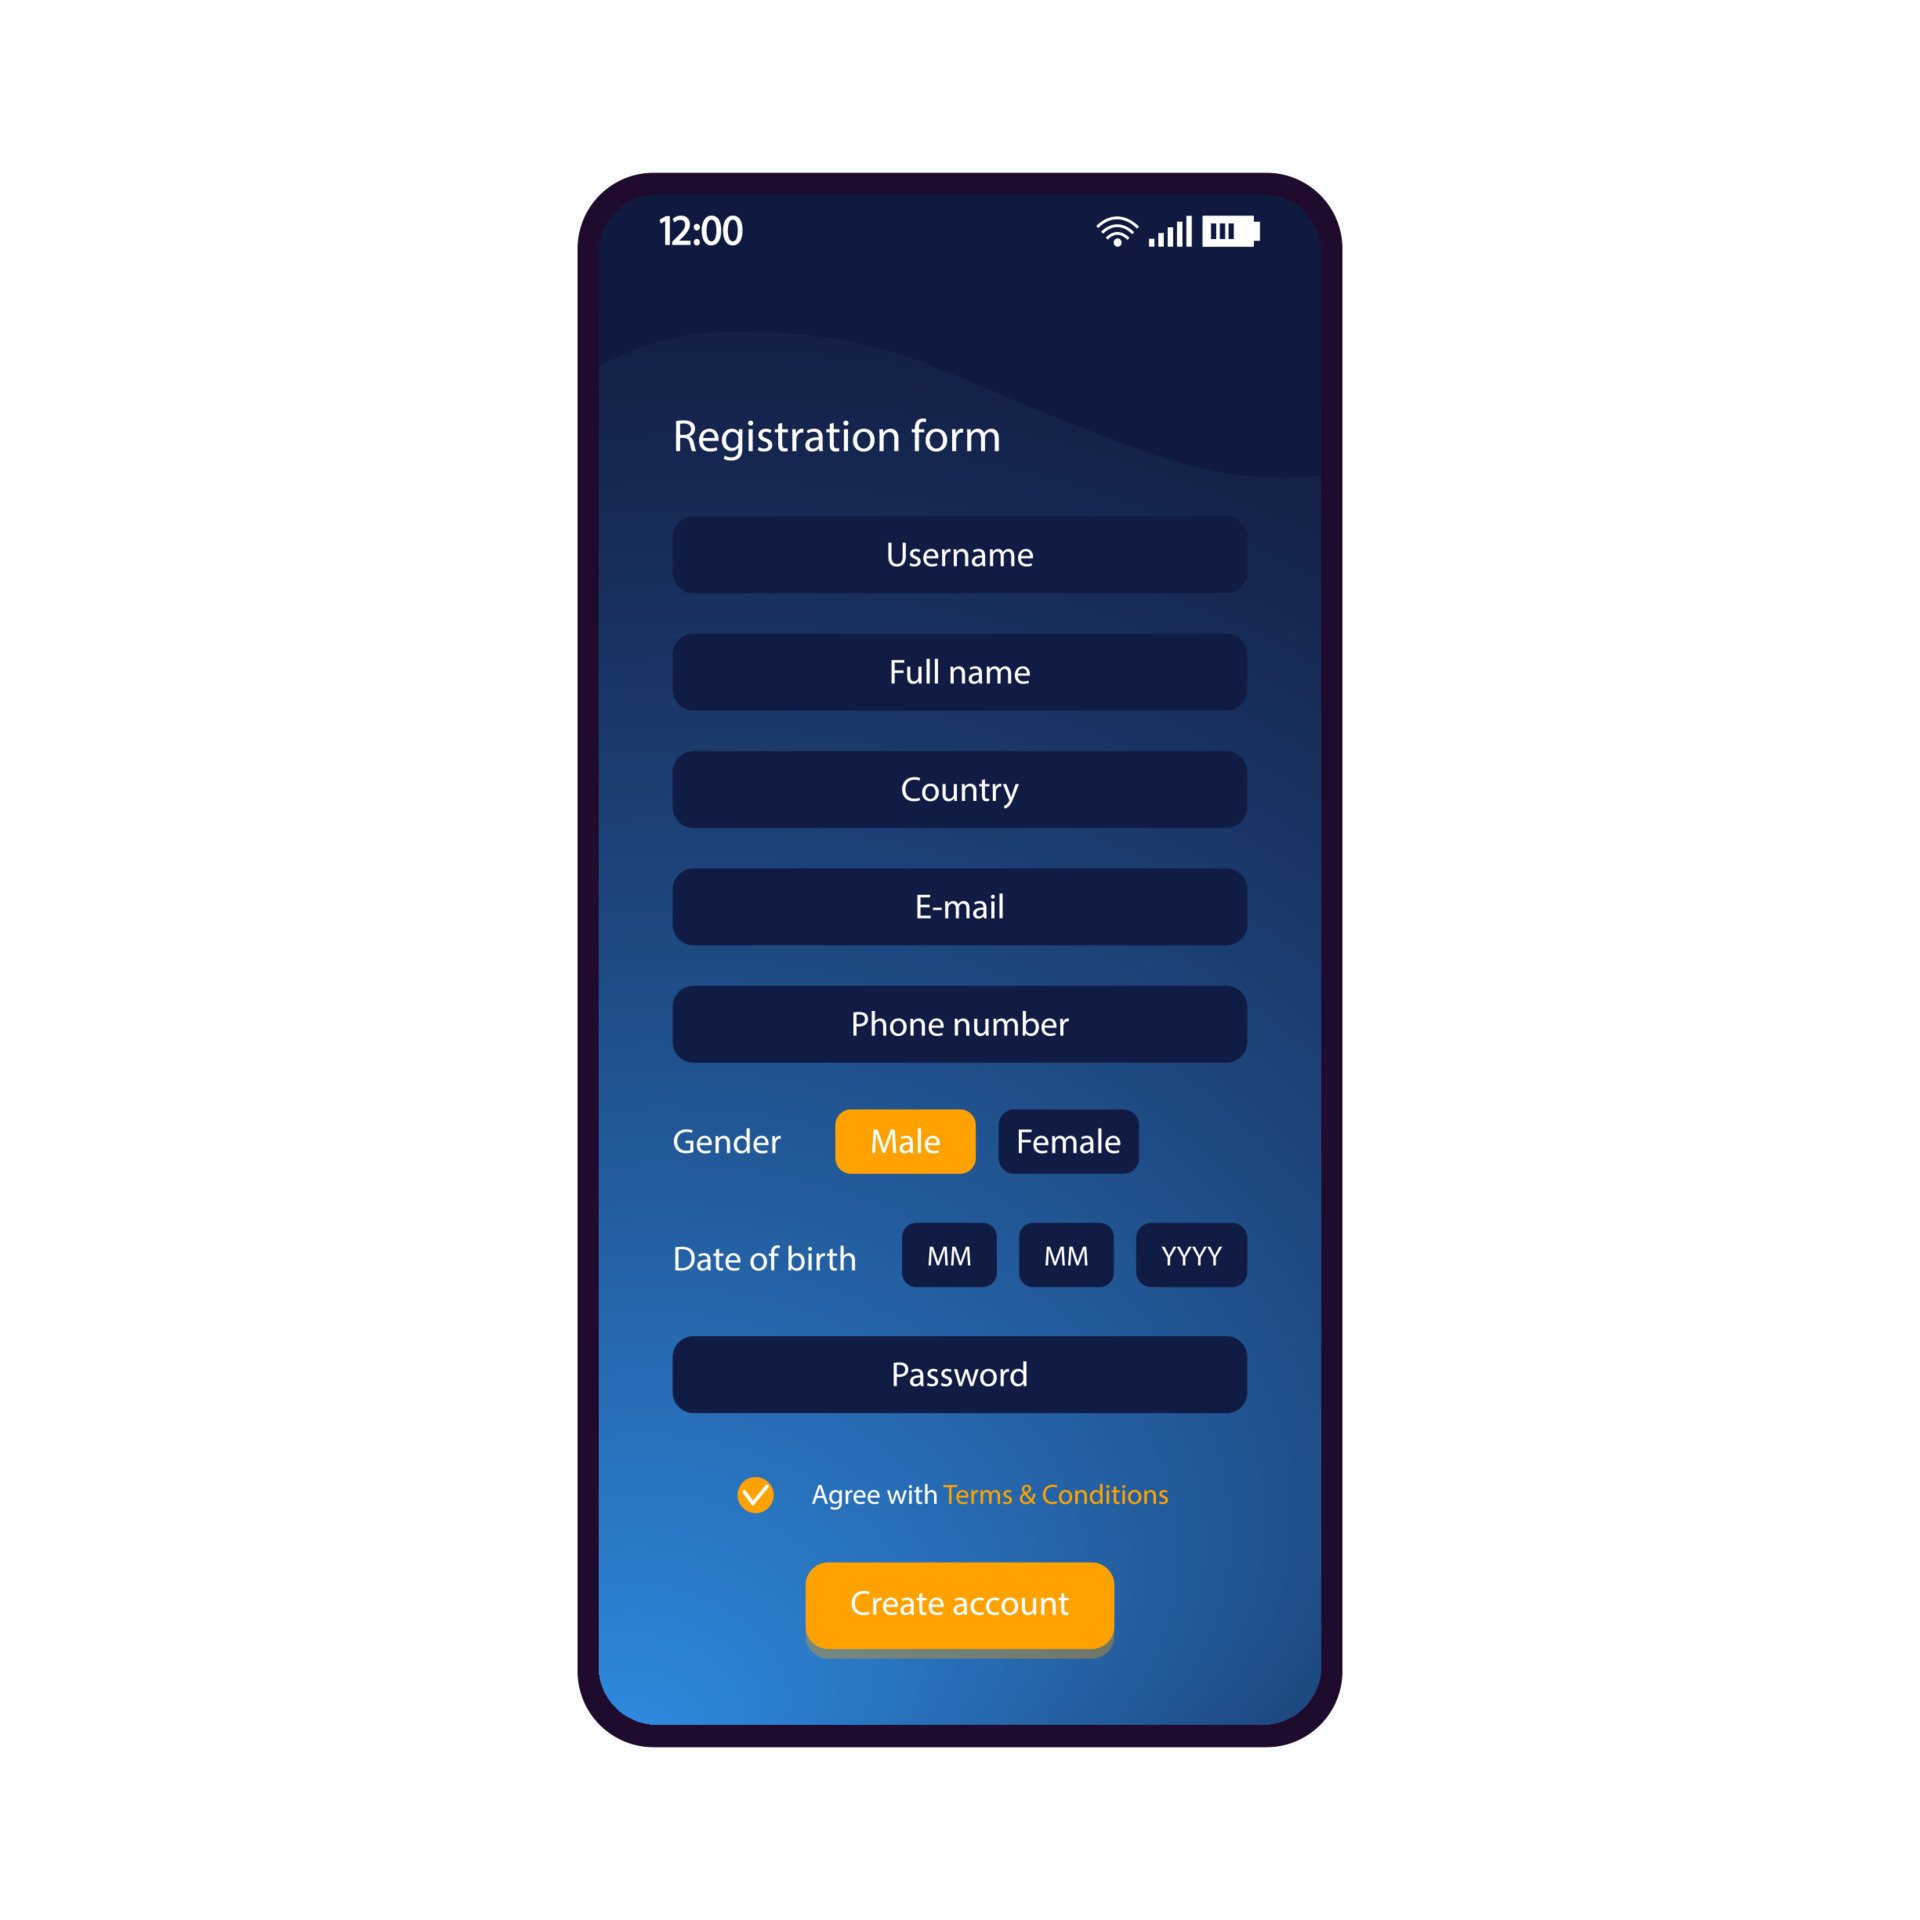 12:00
Registration form
Username
Full name
Country
E-mail
Phone number
Gender Male Female
Date of birth MM MM YYYY
Password
Agree with Terms & Conditions
Create account